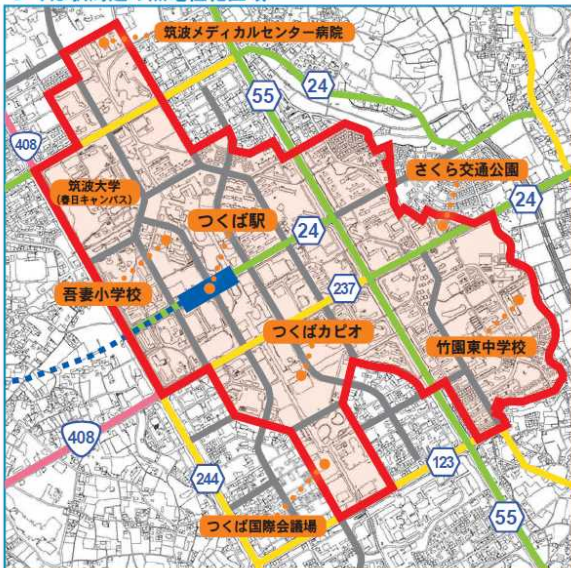 筑波メディカルセンター病院
24
55
408
さくら交通公園
筑波大学
(春日キャンパス)
24
つくば駅
24
吾妻小学校
237
つくばカピオ
竹園東中学校
408
123
244
つくば国際会議場
55